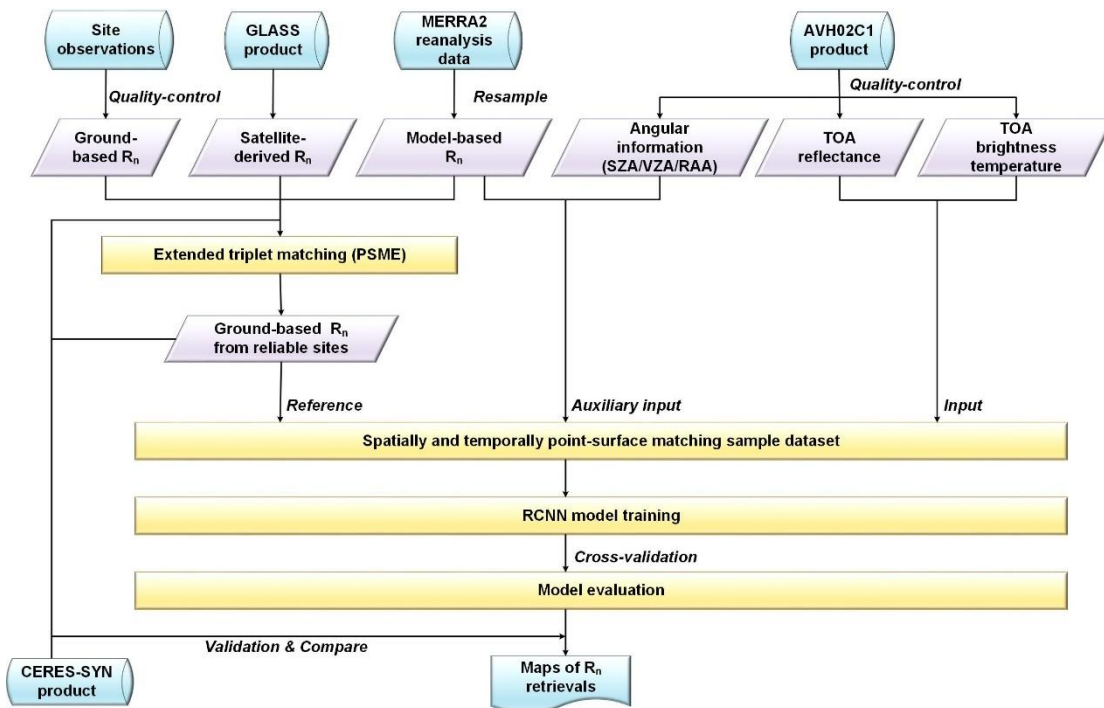 Site
observations
GLASS
product
MERRA2
reanalysis
data
AVH02C1
product
Quality-control
Resample
Quality-control
Ground-
based Rn
Satellite-
derived Rn
Model-based
Rn
Angular
information
(SZA/VZA/RAA)
TOA
reflectance
TOA
brightness
temperature
Extended triplet matching (PSME)
Ground-based Rn
from reliable sites
Reference
Auxiliary input
Input
Spatially and temporally point-surface matching sample dataset
RCNN model training
Cross-validation
Model evaluation
Validation & Compare
CERES-SYN
product
Maps of Rn
retrievals